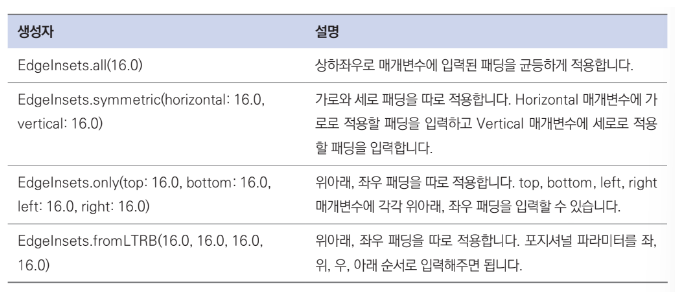 생성자 설명
EdgeInsets.all(16.0) 상하좌우로 매개변수에 입력된 패딩을 균등하게 적용합니다.
EdgeInsets.symmetric(horizontal: 16.0, 가로와 세로 패딩을 따로 적용합니다. Horizontal 매개변수에 가
vertical: 16.0) 로로 적용할 패딩을 입력하고 Vertical 매개변수에 세로로 적용
할 패딩을 입력합니다.
EdgeInsets.only(top: 16.0, bottom: 16.0, 위아래, 좌우 패딩을 따로 적용합니다. top, bottom, left, right
left: 16.0, right: 16.0) 매개변수에 각각 위아래, 좌우 패딩을 입력할 수 있습니다.
EdgeInsets.fromLTRB(16.0, 16.0, 16.0, 위아래, 좌우 패딩을 따로 적용합니다. 포지셔널 파라미터를 좌,
16.0) 위, 우, 아래 순서로 입력해주면 됩니다.